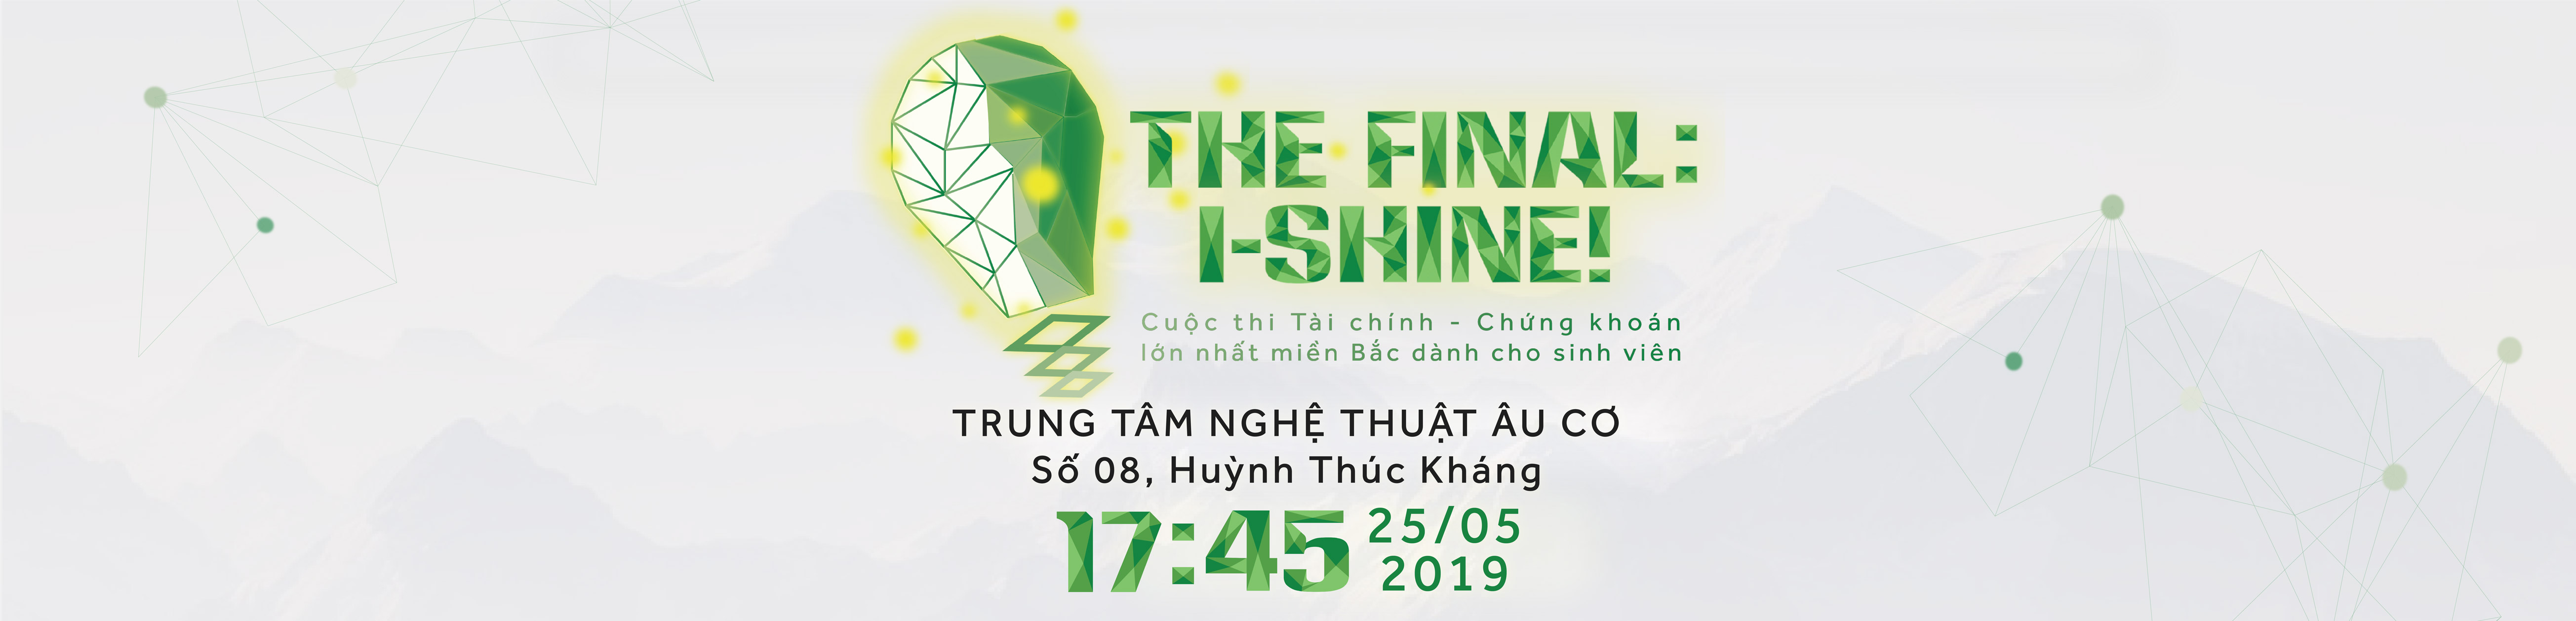 THE FINAL:
I-SHINE!
Cuộc thi Tài chính - Chứng khoán
lớn nhất miền Bắc dành cho sinh viên
TRUNG TÂM NGHỆ THUẬT ÂU CƠ
Số 08, Huỳnh Thúc Kháng
17:45 25/05
2019